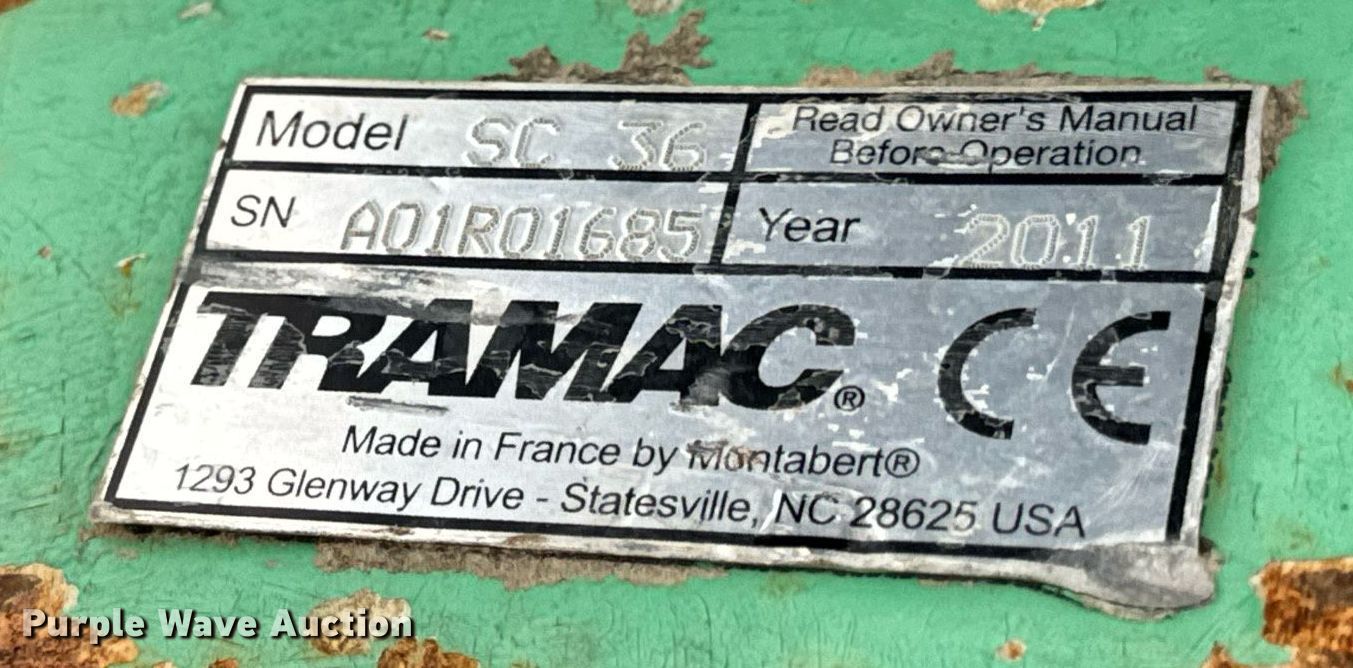 Model SC 36
Read Owner's Manual
Before Operation
SN A01R01685
Year 2011
TRAMAC® CE
Made in France by Montabert®
1293 Glenway Drive - Statesville, NC 28625 USA
Purple Wave Auction